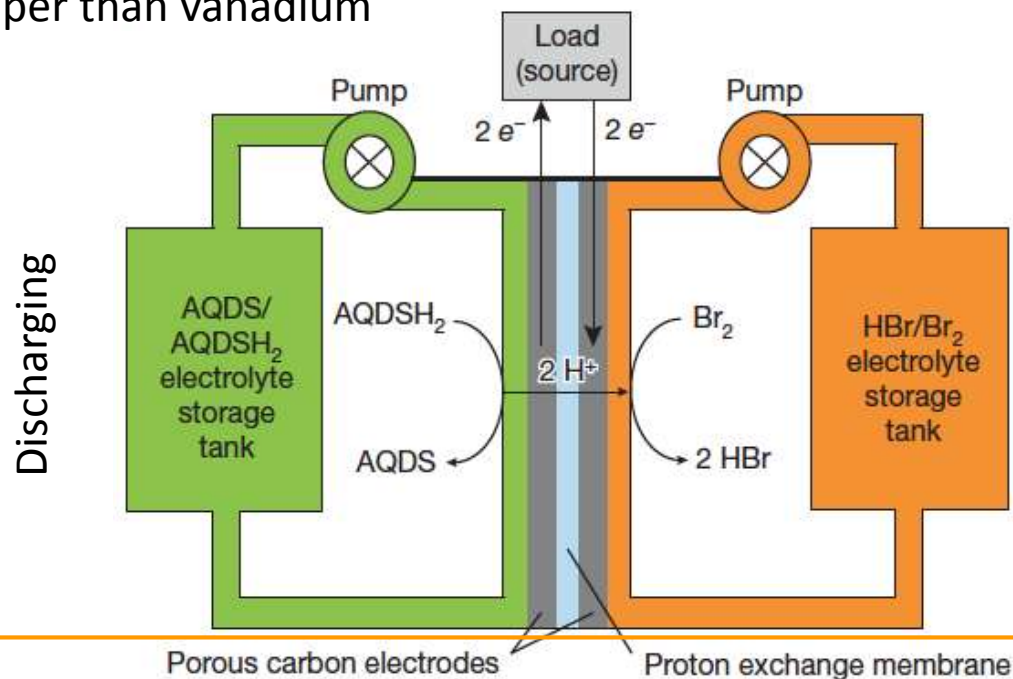 per than vanadium
Load
(source)
Pump
Pump
2 e⁻
2 e⁻
Discharging
AQDS/
AQDSH₂
electrolyte
storage
tank
AQDSH₂
Br₂
2 H⁺
HBr/Br₂
electrolyte
storage
tank
AQDS
2 HBr
Porous carbon electrodes
Proton exchange membrane